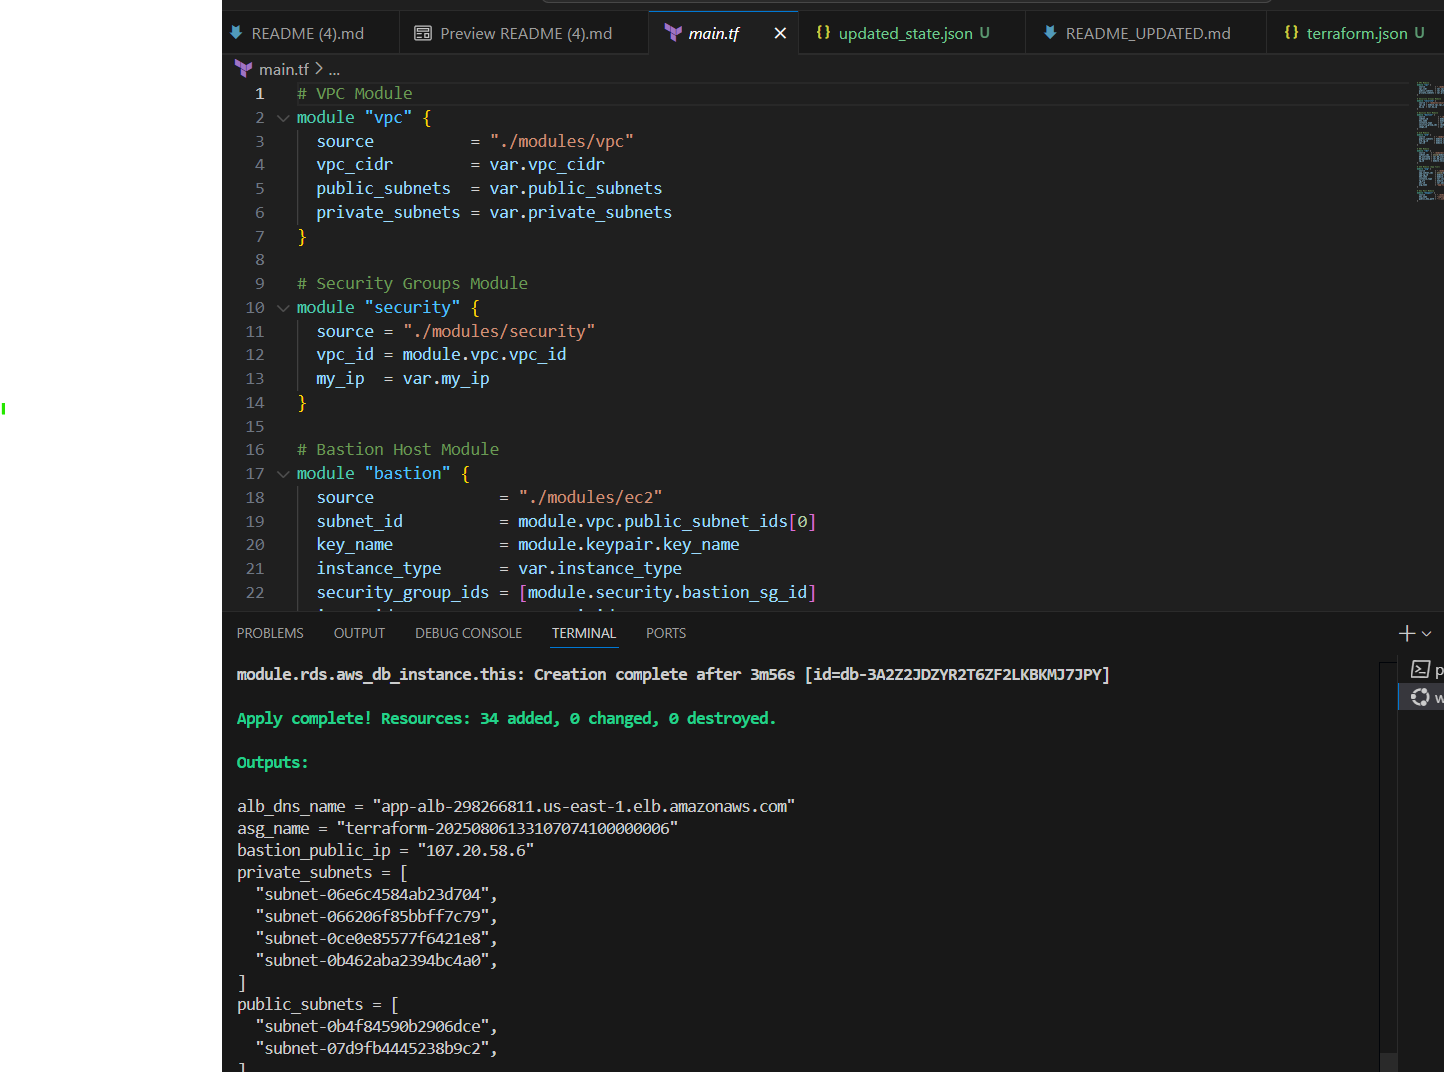 README (4).md
Preview README (4).md
main.tf
{} updated_state.json U
README_UPDATED.md
{} terraform.json U
main.tf > ...
1 # VPC Module
2 module "vpc" {
3 source = "./modules/vpc"
4 vpc_cidr = var.vpc_cidr
5 public_subnets = var.public_subnets
6 private_subnets = var.private_subnets
7 }
8
9 # Security Groups Module
10 module "security" {
11 source = "./modules/security"
12 vpc_id = module.vpc.vpc_id
13 my_ip = var.my_ip
14 }
15
16 # Bastion Host Module
17 module "bastion" {
18 source = "./modules/ec2"
19 subnet_id = module.vpc.public_subnet_ids[0]
20 key_name = module.keypair.key_name
21 instance_type = var.instance_type
22 security_group_ids = [module.security.bastion_sg_id]
PROBLEMS OUTPUT DEBUG CONSOLE TERMINAL PORTS
module.rds.aws_db_instance.this: Creation complete after 3m56s [id=db-3A2Z2JDZYR2T6ZF2LKBKMJ7JPY]
Apply complete! Resources: 34 added, 0 changed, 0 destroyed.
Outputs:
alb_dns_name = "app-alb-298266811.us-east-1.elb.amazonaws.com"
asg_name = "terraform-20250806133107074100000006"
bastion_public_ip = "107.20.58.6"
private_subnets = [
"subnet-06e6c4584ab23d704",
"subnet-066206f85bbff7c79",
"subnet-0ce0e85577f6421e8",
"subnet-0b462aba2394bc4a0",
]
public_subnets = [
"subnet-0b4f84590b2906dce",
"subnet-07d9fb4445238b9c2",
]
p
w